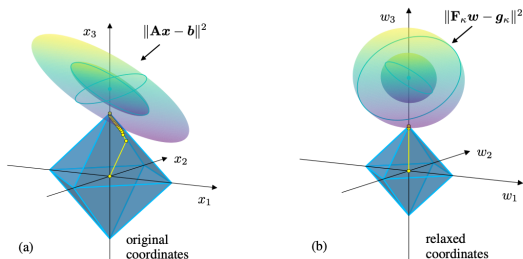 x₃
‖Ax − b‖²
x₂
x₁
(a)
original
coordinates
w₃
‖F_κw − g_κ‖²
w₂
w₁
(b)
relaxed
coordinates